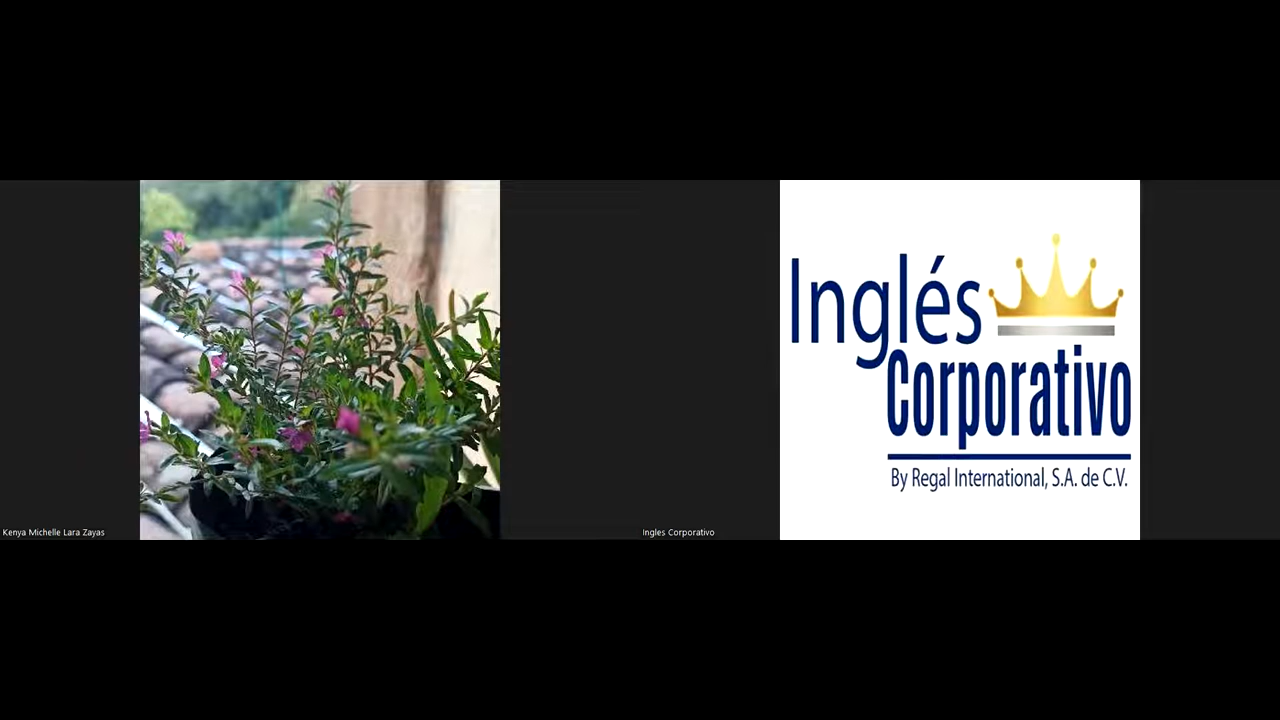 Inglés
Corporativo
By Regal International, S.A. de C.V.
Kenya Michelle Lara Zayas
Ingles Corporativo